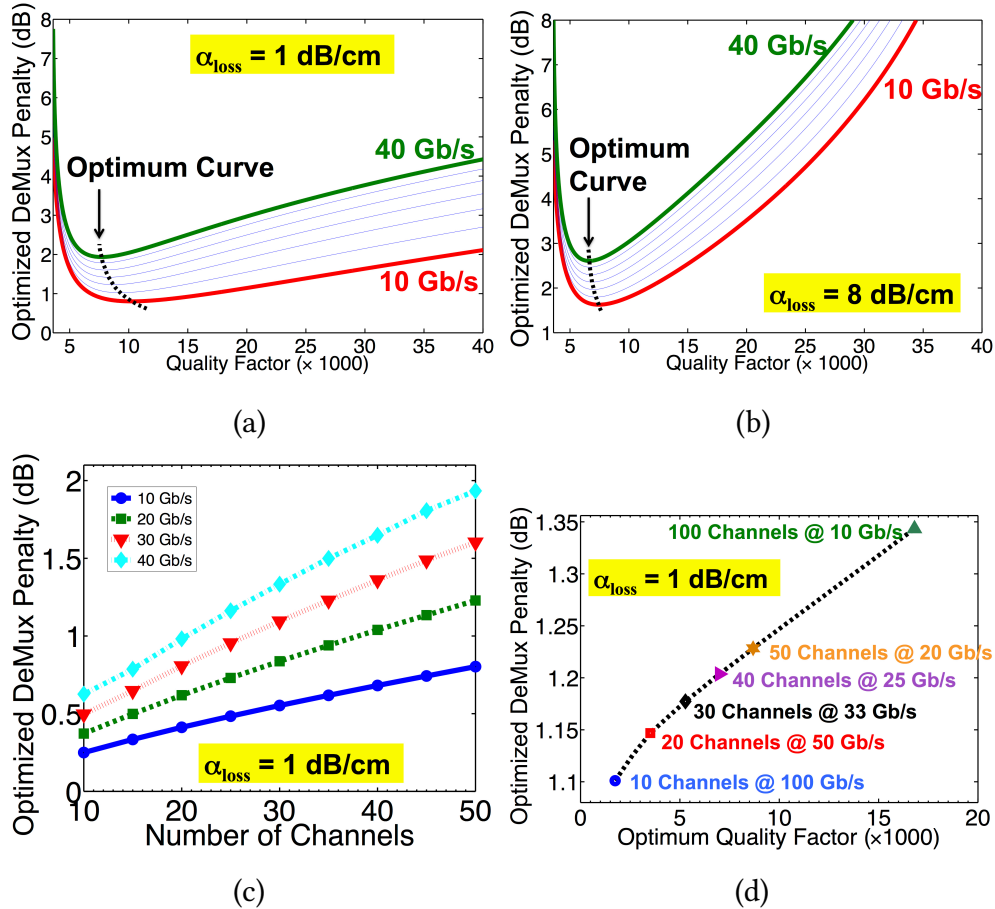 Optimized DeMux Penalty (dB)
8
7
6
5
4
3
2
1
0
α_loss = 1 dB/cm
Optimum Curve
40 Gb/s
10 Gb/s
5 10 15 20 25 30 35 40
Quality Factor (× 1000)
(a)
Optimized DeMux Penalty (dB)
8
7
6
5
4
3
2
1
40 Gb/s
10 Gb/s
Optimum
Curve
α_loss = 8 dB/cm
5 10 15 20 25 30 35 40
Quality Factor (× 1000)
(b)
Optimized DeMux Penalty (dB)
2
1.5
1
0.5
0
10 Gb/s
20 Gb/s
30 Gb/s
40 Gb/s
α_loss = 1 dB/cm
10 20 30 40 50
Number of Channels
(c)
Optimized DeMux Penalty (dB)
1.35
1.3
1.25
1.2
1.15
1.1
100 Channels @ 10 Gb/s
α_loss = 1 dB/cm
50 Channels @ 20 Gb/s
40 Channels @ 25 Gb/s
30 Channels @ 33 Gb/s
20 Channels @ 50 Gb/s
10 Channels @ 100 Gb/s
0 5 10 15 20
Optimum Quality Factor (×1000)
(d)